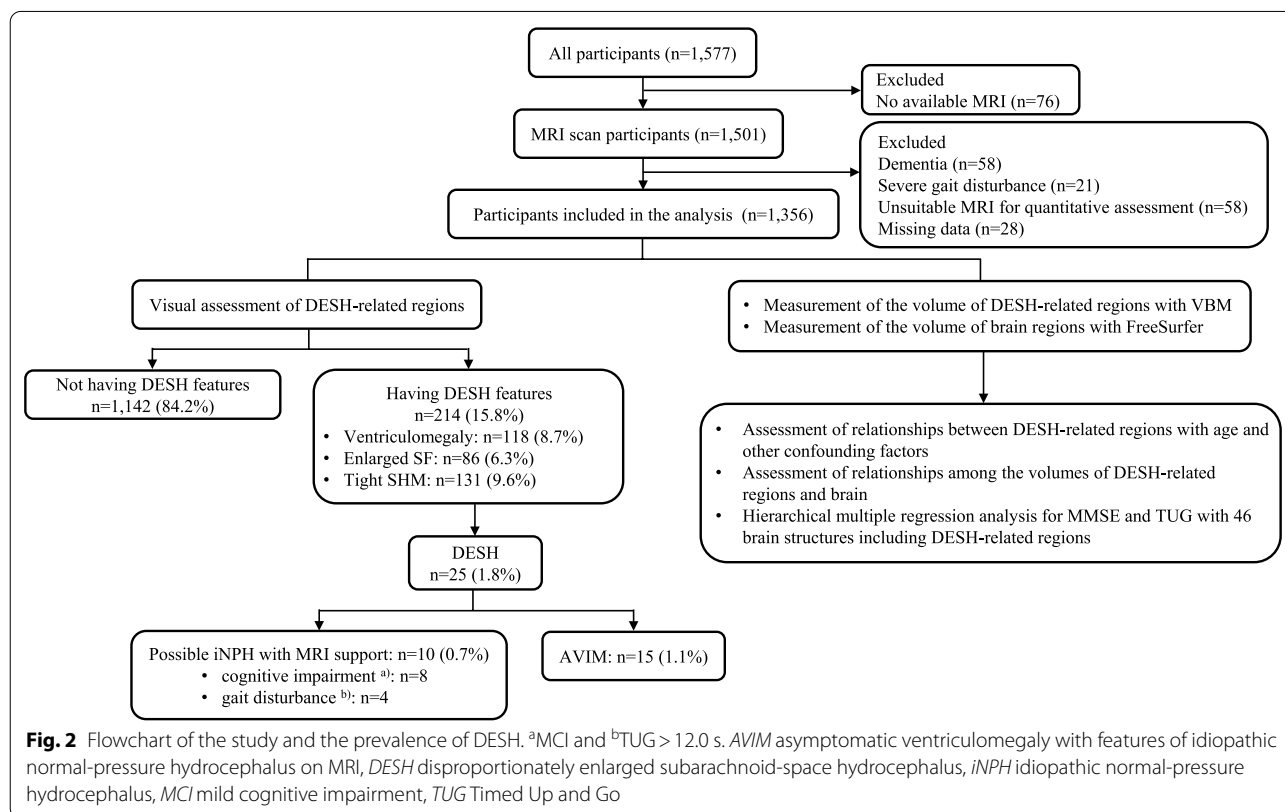 All participants (n=1,577)
Excluded
No available MRI (n=76)
MRI scan participants (n=1,501)
Excluded
Dementia (n=58)
Severe gait disturbance (n=21)
Unsuitable MRI for quantitative assessment (n=58)
Missing data (n=28)
Participants included in the analysis (n=1,356)
Visual assessment of DESH-related regions
• Measurement of the volume of DESH-related regions with VBM
• Measurement of the volume of brain regions with FreeSurfer
Not having DESH features
n=1,142 (84.2%)
Having DESH features
n=214 (15.8%)
• Ventriculomegaly: n=118 (8.7%)
• Enlarged SF: n=86 (6.3%)
• Tight SHM: n=131 (9.6%)
• Assessment of relationships between DESH-related regions with age and
other confounding factors
• Assessment of relationships among the volumes of DESH-related
regions and brain
• Hierarchical multiple regression analysis for MMSE and TUG with 46
brain structures including DESH-related regions
DESH
n=25 (1.8%)
Possible iNPH with MRI support: n=10 (0.7%)
• cognitive impairment a): n=8
• gait disturbance b): n=4
AVIM: n=15 (1.1%)
Fig. 2 Flowchart of the study and the prevalence of DESH. aMCI and bTUG > 12.0 s. AVIM asymptomatic ventriculomegaly with features of idiopathic
normal-pressure hydrocephalus on MRI, DESH disproportionately enlarged subarachnoid-space hydrocephalus, iNPH idiopathic normal-pressure
hydrocephalus, MCI mild cognitive impairment, TUG Timed Up and Go